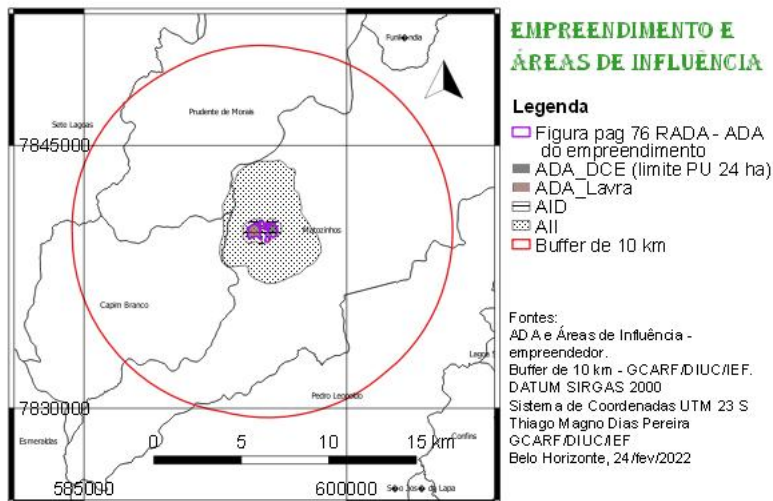 EMPREENDIMENTO E
ÁREAS DE INFLUÊNCIA
Legenda
Figura pag 76 RADA - ADA
do empreendimento
ADA_DCE (limite PU 24 ha)
ADA_Lavra
AID
AII
Buffer de 10 km
Fontes:
ADA e Áreas de Influência -
empreendedor.
Buffer de 10 km - GCARF/DIUC/IEF.
DATUM SIRGAS 2000
Sistema de Coordenadas UTM 23 S
Thiago Magno Dias Pereira
GCARF/DIUC/IEF
Belo Horizonte, 24/fev/2022
Funil�ndia
Prudente de Morais
Sete Lagoas
7845000
Matozinhos
Capim Branco
Lagoa S
Pedro Leopoldo
7830000
Esmeraldas
Confins
0 5 10 15 km
585000
600000
S�o Jos� da Lapa